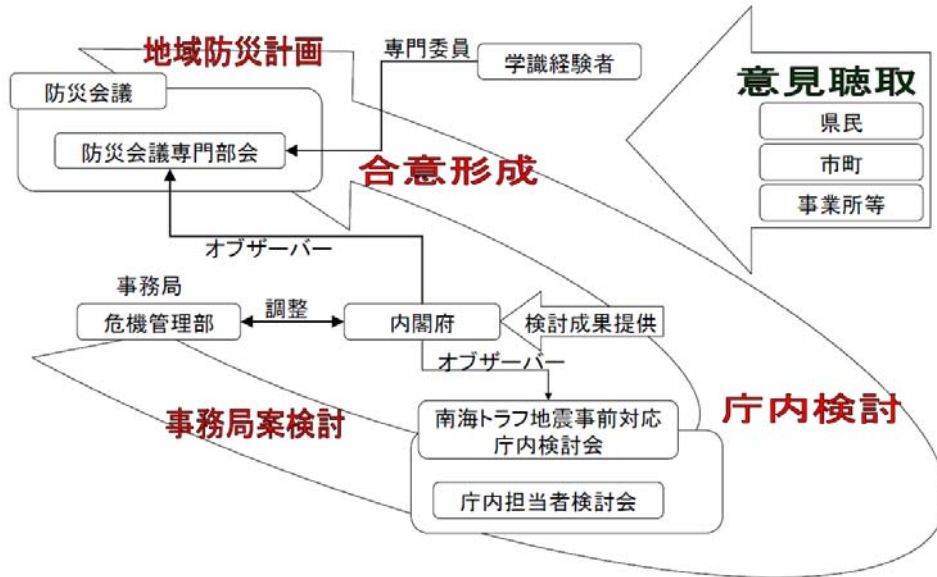 地域防災計画
専門委員
学識経験者
防災会議
防災会議専門部会
意見聴取
県民
市町
事業所等
合意形成
オブザーバー
事務局
危機管理部
調整
内閣府
検討成果提供
オブザーバー
事務局案検討
南海トラフ地震事前対応
庁内検討会
庁内検討
庁内担当者検討会